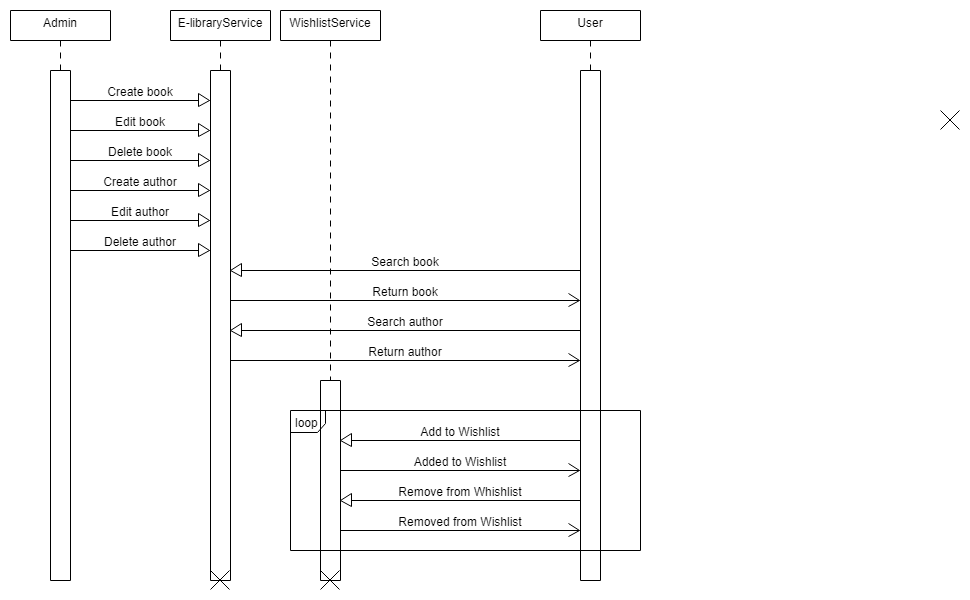 Admin
E-libraryService
WishlistService
User
Create book
Edit book
Delete book
Create author
Edit author
Delete author
Search book
Return book
Search author
Return author
loop
Add to Wishlist
Added to Wishlist
Remove from Whishlist
Removed from Wishlist